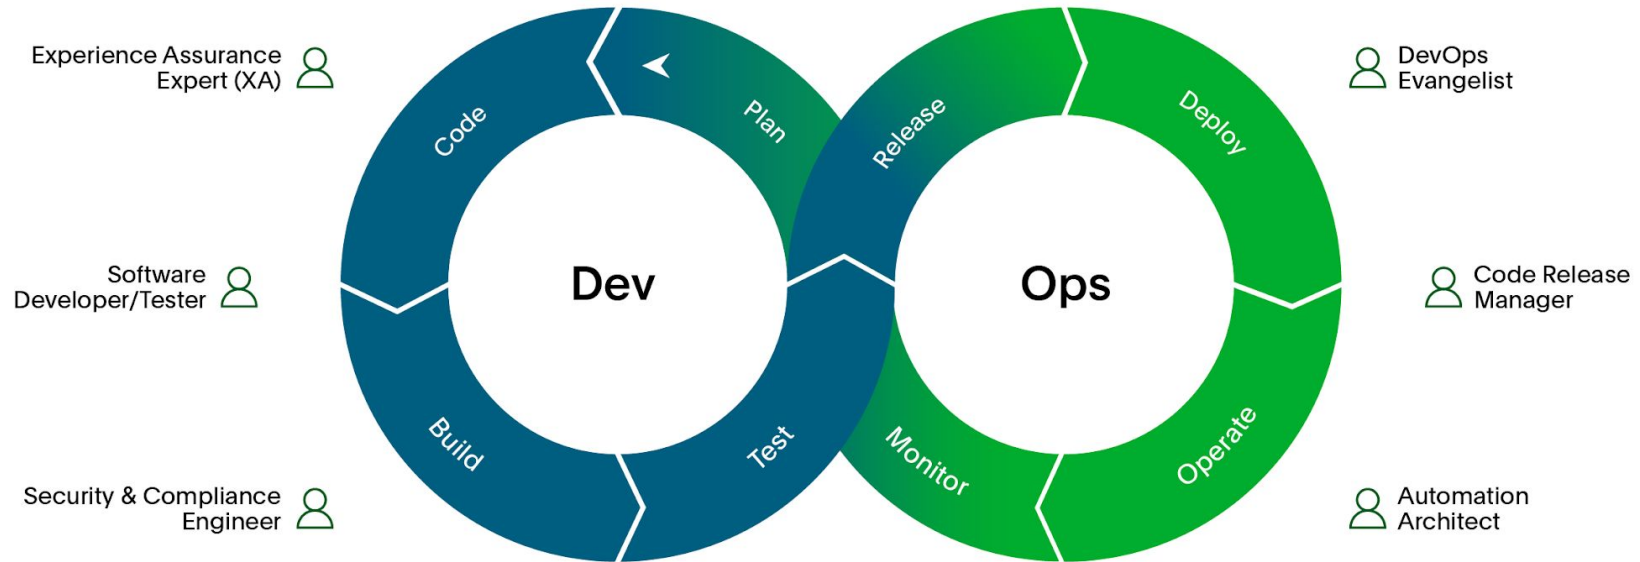 Experience Assurance
Expert (XA)
Software
Developer/Tester
Security & Compliance
Engineer
Plan
Code
Build
Test
Dev
Release
Deploy
Operate
Monitor
Ops
DevOps
Evangelist
Code Release
Manager
Automation
Architect